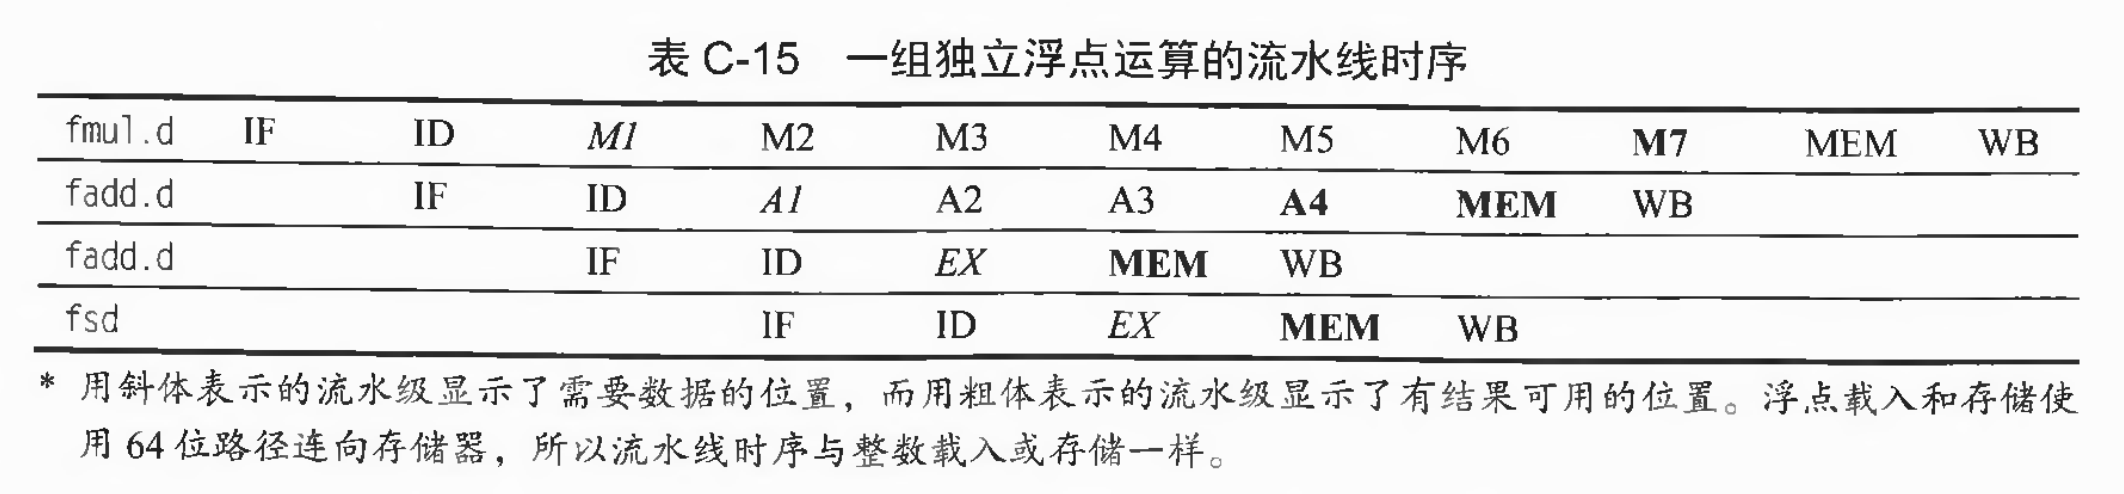 表 C-15 一组独立浮点运算的流水线时序
fmul.d IF ID M1 M2 M3 M4 M5 M6 M7 MEM WB
fadd.d IF ID A1 A2 A3 A4 MEM WB
fadd.d IF ID EX MEM WB
fsd IF ID EX MEM WB
* 用斜体表示的流水级显示了需要数据的位置，而用粗体表示的流水级显示了有结果可用的位置。浮点载入和存储使
用 64 位路径连向存储器，所以流水线时序与整数载入或存储一样。